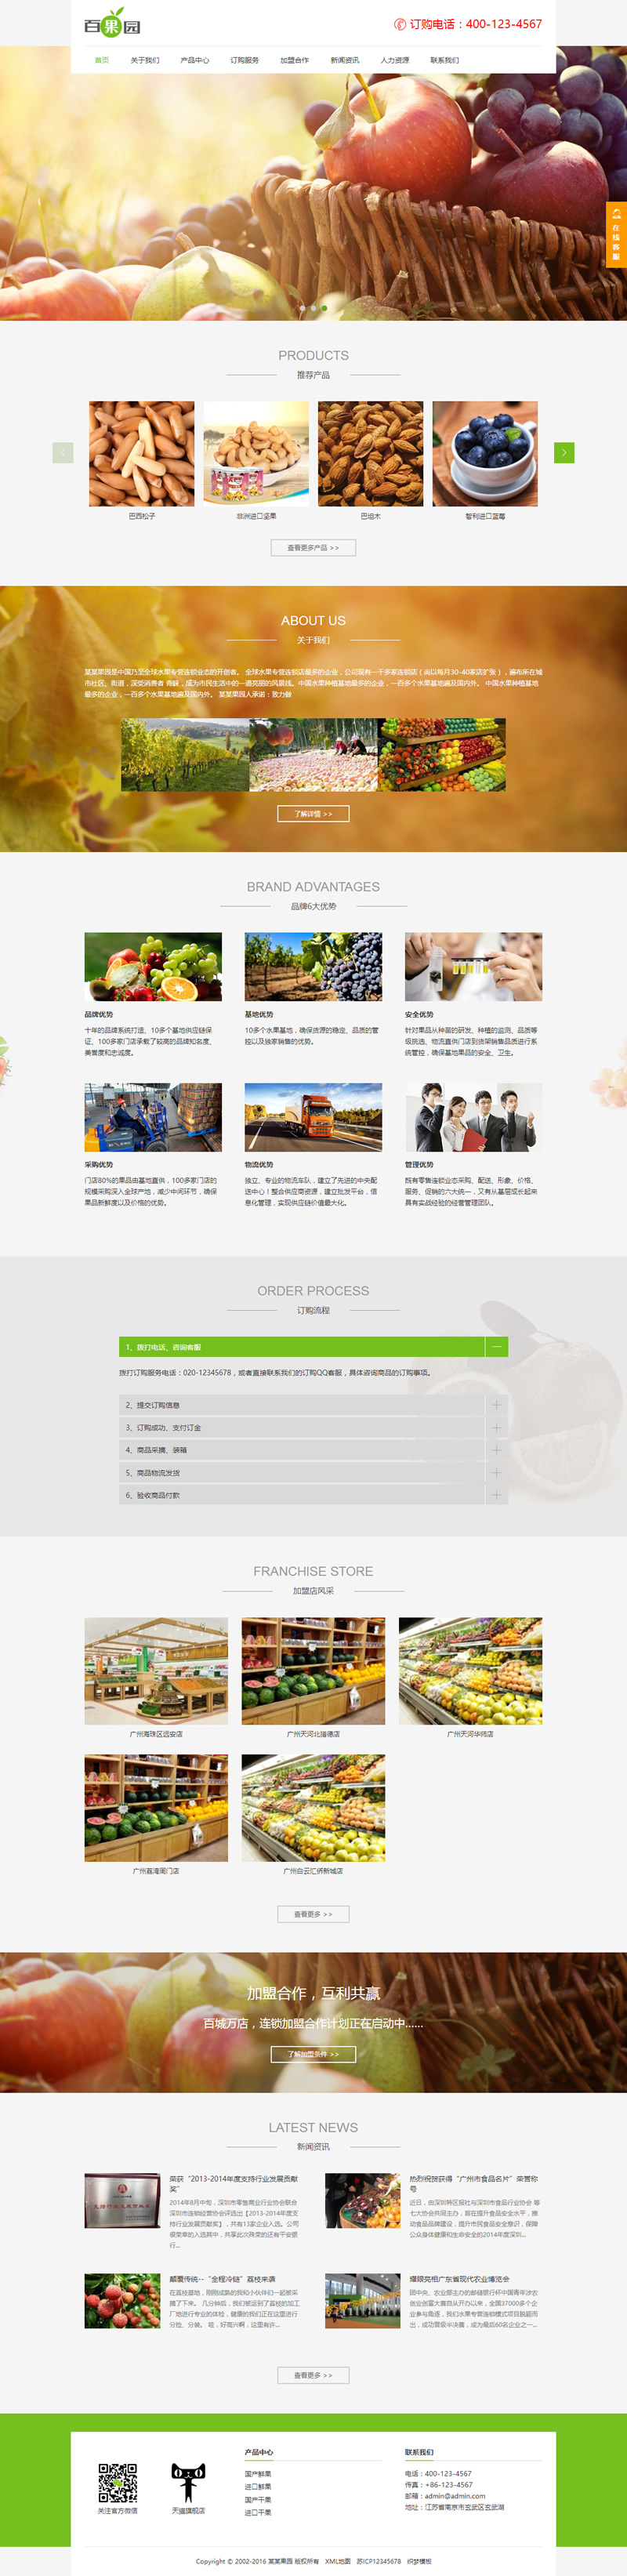 百果园
订购电话：400-123-4567
首页 关于我们 产品中心 订购服务 加盟合作 新闻资讯 人力资源 联系我们
在线客服
PRODUCTS
推荐产品
巴西松子 非洲进口坚果 巴坦木 智利进口蓝莓
查看更多产品 >>
ABOUT US
关于我们
某某果园是中国乃至全球水果专营连锁业态的开创者。 全球水果专营连锁店最多的企业，公司现有一千多家连锁店（尚以每月30-40家店扩张），遍布所在城
市社区、街道，深受消费者 青睐，成为市民生活中的一道亮丽的风景线。中国水果种植基地最多的企业，一百多个水果基地遍及国内外。 中国水果种植基地
最多的企业，一百多个水果基地遍及国内外。 某某果园人承诺：致力做
了解详情 >>
BRAND ADVANTAGES
品牌6大优势
品牌优势
十年的品牌系统打造、10多个基地供应链保
证、100多家门店承载了较高的品牌知名度、
美誉度和忠诚度。
基地优势
10多个水果基地，确保货源的稳定、品质的管
控以及独家销售的优势。
安全优势
针对果品从种苗的研发、种植的监测、品质等
级挑选、物流直供门店到货架销售品质进行系
统管控，确保基地果品的安全、卫生。
采购优势
门店80%的果品由基地直供，100多家门店的
规模采购深入全球产地，减少中间环节，确保
果品新鲜度以及价格的优势。
物流优势
独立、专业的物流车队，建立了先进的中央配
送中心！整合供应商资源，建立批发平台，信
息化管理，实现供应链价值最大化。
管理优势
既有零售连锁业态采购、配送、形象、价格、
服务、促销的六大统一，又有从基层成长起来
具有实战经验的经营管理团队。
ORDER PROCESS
订购流程
1、拨打电话、咨询客服
拨打订购服务电话：020-12345678，或者直接联系我们的订购QQ客服，具体咨询商品的订购事项。
2、提交订购信息
3、订购成功、支付订金
4、商品采摘、装箱
5、商品物流发货
6、验收商品付款
FRANCHISE STORE
加盟店风采
广州海珠区远安店 广州天河北瑞德店 广州天河华纬店
广州荔湾周门店 广州白云汇侨新城店
查看更多 >>
加盟合作，互利共赢
百城万店，连锁加盟合作计划正在启动中......
了解加盟条件 >>
LATEST NEWS
新闻资讯
荣获“2013-2014年度支持行业发展贡献
奖”
2014年8月中旬，深圳市零售商业行业协会联合
深圳市连锁经营协会评选出【2013-2014年度支
持行业发展贡献奖】，共有13家企业入选。公司
很荣幸的入选其中，共享此次殊荣的还有平安银
行...
热烈祝贺获得“广州市食品名片”荣誉称
号
近日，由深圳特区报社与深圳市食品行业协会 等
七大协会共同主办，旨在提升食品安全水平，推
动食品品牌建设，提升市民食品安全意识，保障
公众身体健康和生命安全的2014年度深圳...
颠覆传统--“全程冷链”荔枝来袭
在荔枝基地，刚刚成熟的我和小伙伴们一起被采
摘了下来。 几分钟后，我们被运到了荔枝的加工
厂地进行专业的体检，健康的我们正在这里进行
分检、分装。 哇，好高兴啊，这里有许...
耀眼亮相广东省现代农业博览会
团中央、农业部主办的邮储银行杯中国青年涉农
创业创富大赛自从开办以来，全国37000多个企
业参与角逐，我们水果专营连锁模式项目脱颖而
出，成功晋级半决赛，成为最后60名企业之一...
查看更多 >>
关注官方微信
天猫旗舰店
产品中心
国产鲜果
进口鲜果
国产干果
进口干果
联系我们
电话：400-123-4567
传真：+86-123-4567
邮箱：admin@admin.com
地址：江苏省南京市玄武区玄武湖
Copyright © 2002-2016 某某果园 版权所有 XML地图 苏ICP12345678 织梦模板